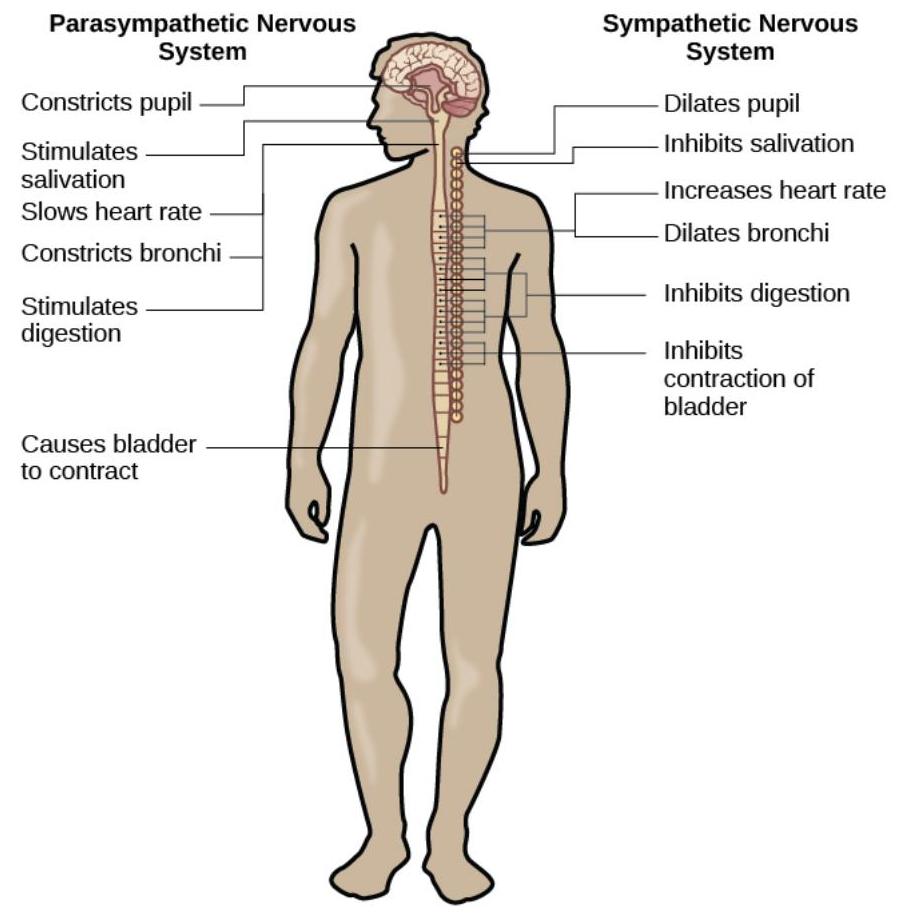 Parasympathetic Nervous
System
Constricts pupil
Stimulates
salivation
Slows heart rate
Constricts bronchi
Stimulates
digestion
Causes bladder
to contract
Sympathetic Nervous
System
Dilates pupil
Inhibits salivation
Increases heart rate
Dilates bronchi
Inhibits digestion
Inhibits
contraction of
bladder